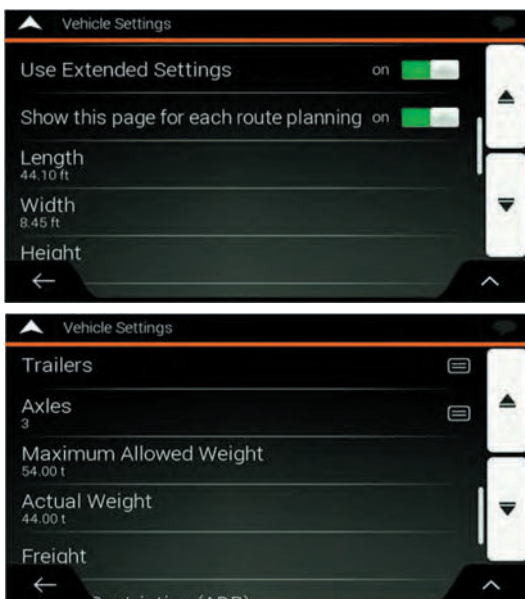 Vehicle Settings
Use Extended Settings on
Show this page for each route planning on
Length
44.10 ft
Width
8.45 ft
Height
Vehicle Settings
Trailers
Axles
3
Maximum Allowed Weight
54.00 t
Actual Weight
44.00 t
Freight
(ADR)